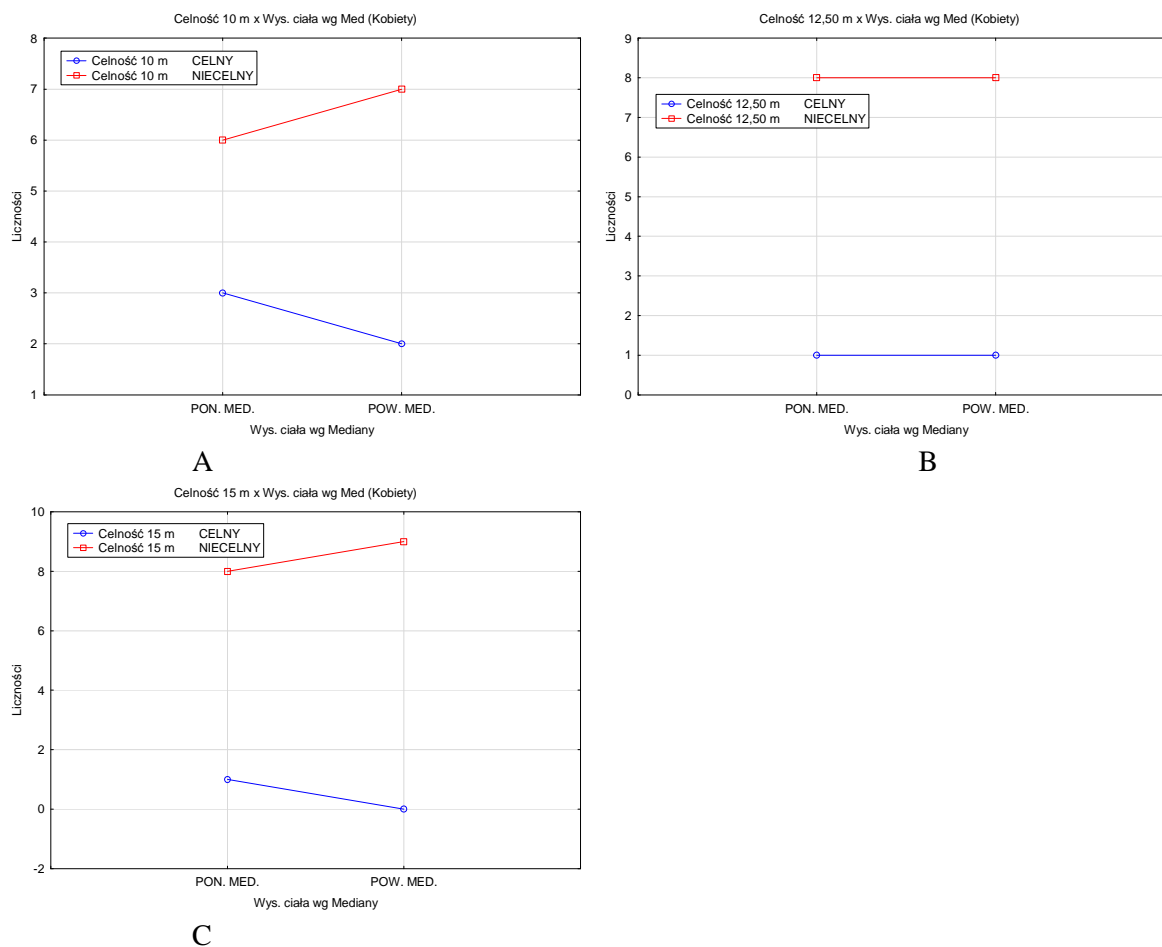 Celność 10 m x Wys. ciała wg Med (Kobiety)
8
7
6
5
4
3
2
1
Liczności
Celność 10 m CELNY
Celność 10 m NIECELNY
PON. MED. POW. MED.
Wys. ciała wg Mediany
A
Celność 12,50 m x Wys. ciała wg Med (Kobiety)
9
8
7
6
5
4
3
2
1
0
Liczności
Celność 12,50 m CELNY
Celność 12,50 m NIECELNY
PON. MED. POW. MED.
Wys. ciała wg Mediany
B
Celność 15 m x Wys. ciała wg Med (Kobiety)
10
8
6
4
2
0
-2
Liczności
Celność 15 m CELNY
Celność 15 m NIECELNY
PON. MED. POW. MED.
Wys. ciała wg Mediany
C